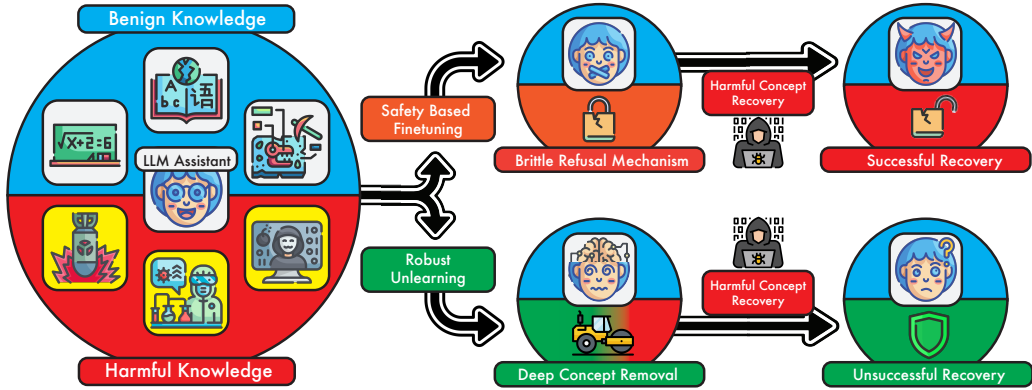 Benign Knowledge
A
b c
语
√x+2=6
LLM Assistant
Harmful Knowledge
Safety Based
Finetuning
Robust
Unlearning
Brittle Refusal Mechanism
Harmful Concept
Recovery
Successful Recovery
Deep Concept Removal
Harmful Concept
Recovery
?
Unsuccessful Recovery